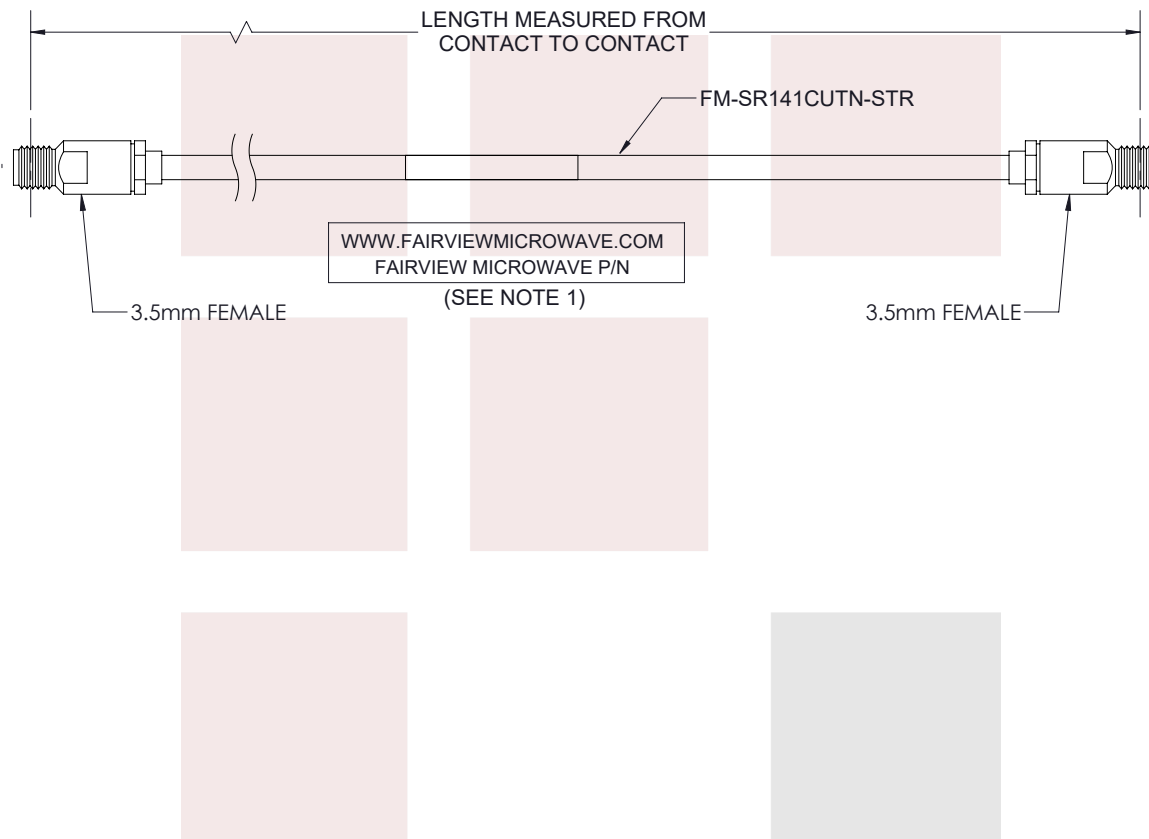 LENGTH MEASURED FROM
CONTACT TO CONTACT
FM-SR141CUTN-STR
WWW.FAIRVIEWMICROWAVE.COM
FAIRVIEW MICROWAVE P/N
(SEE NOTE 1)
3.5mm FEMALE
3.5mm FEMALE